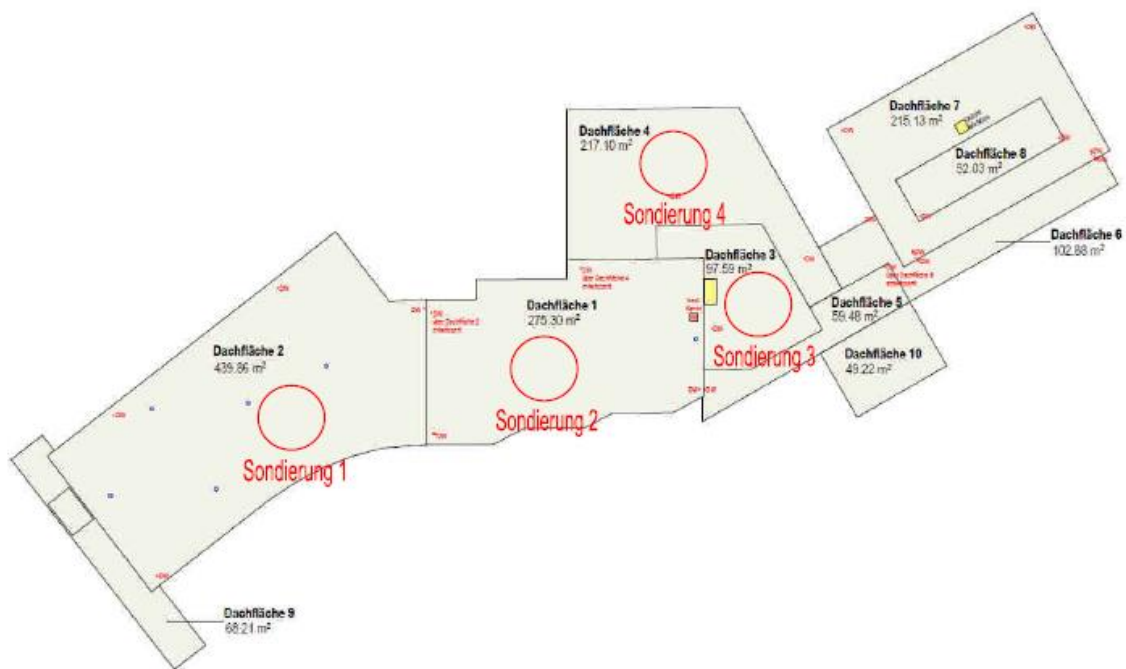 Dachfläche 7
215.13 m²
Dachfläche 4
217.10 m²
Dachfläche 8
52.03 m²
Sondierung 4
Dachfläche 6
102.88 m²
Dachfläche 3
97.59 m²
Dachfläche 1
275.30 m²
Dachfläche 5
59.48 m²
Dachfläche 2
439.86 m²
Dachfläche 10
49.22 m²
Sondierung 3
Sondierung 2
Sondierung 1
Dachfläche 9
68.21 m²